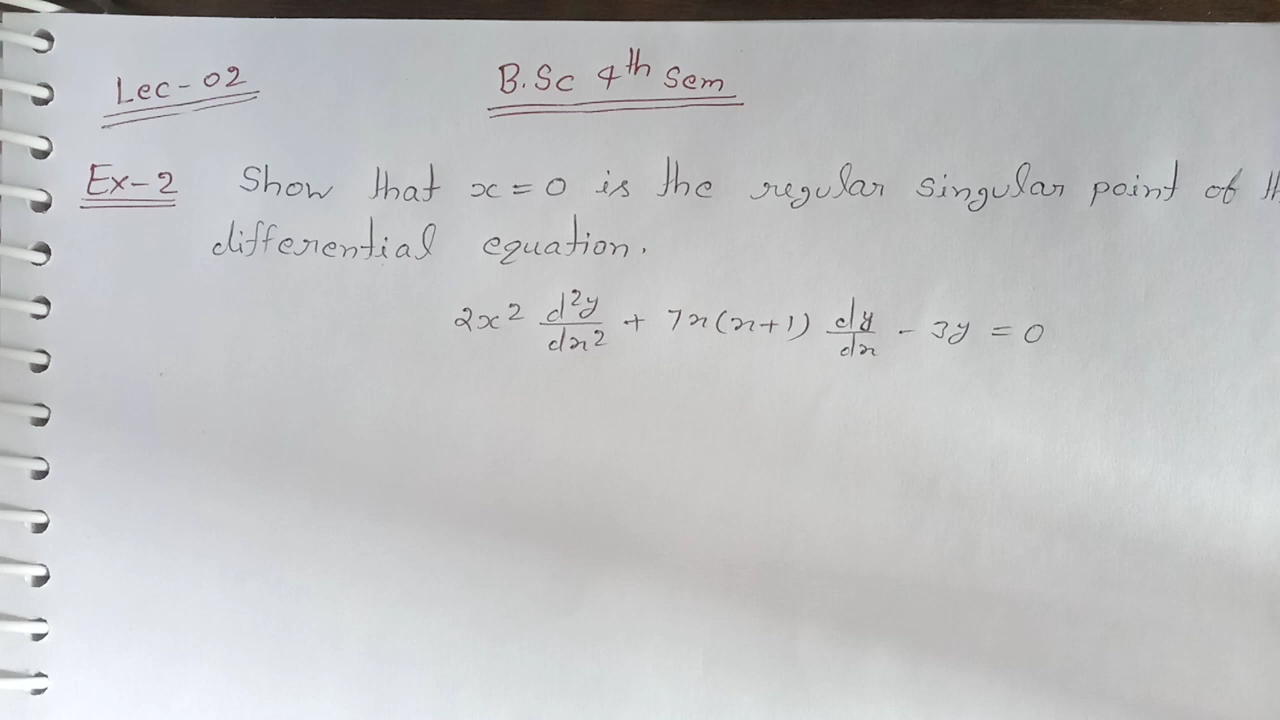 Lec-02
B.Sc 4th Sem
Ex-2 Show that x=0 is the regular singular point of
differential equation.
2x² d²y/dx² + 7x(x+1) dy/dx - 3y = 0